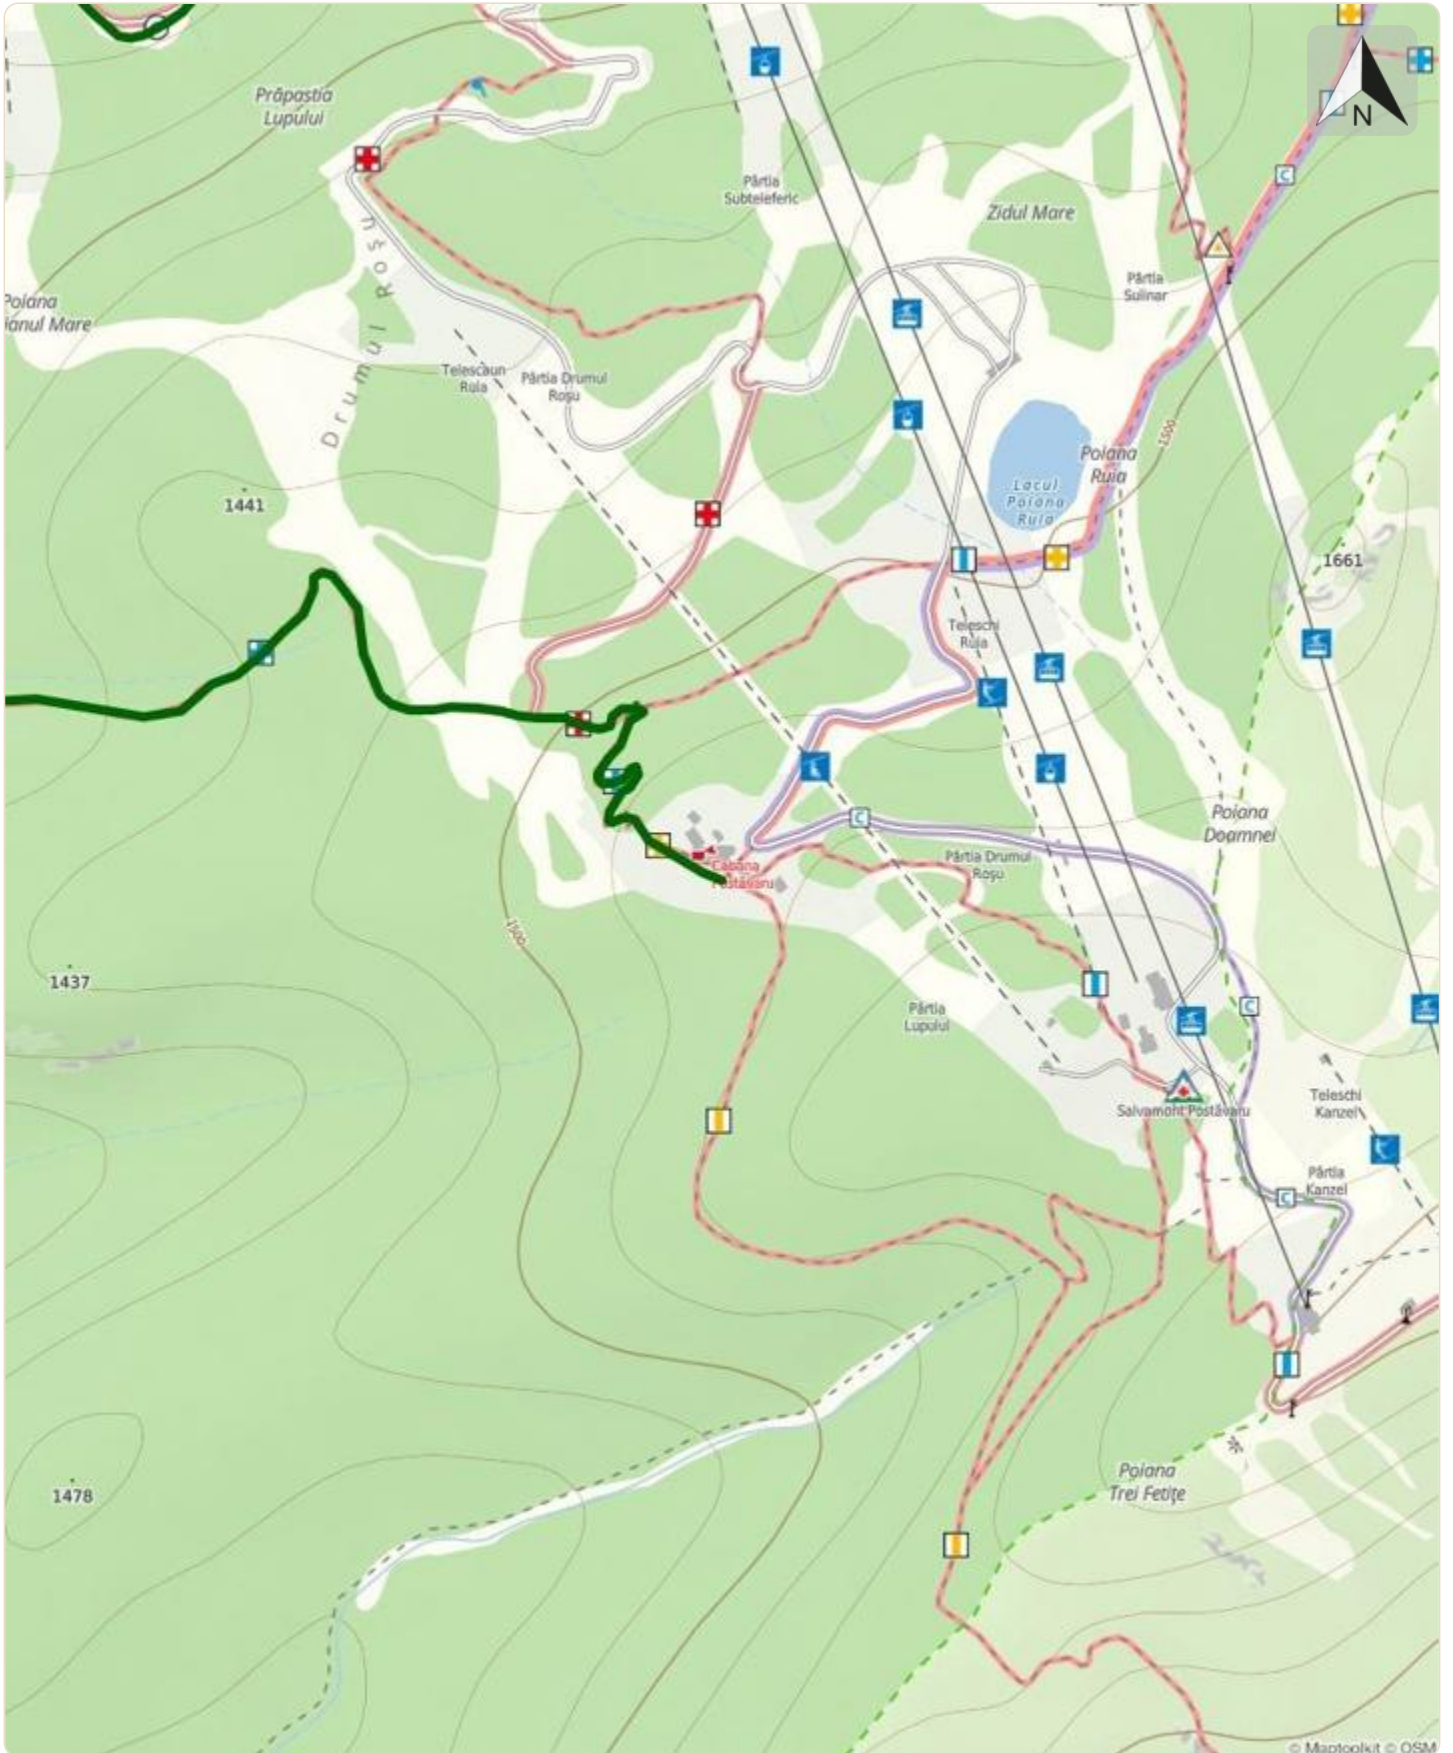 N
Prăpastia
Lupului
C
Pârtia
Subteleferic
Zidul Mare
Pârtia
Sulinar
Poiana
ianul Mare
Drumul Roșu
Telescaun
Ruia
Pârtia Drumul
Roșu
1500
Poiana
Ruia
Lacul
Poiana
Ruia
1441
1661
Teleschi
Ruia
Poiana
Doamnei
C
Pârtia Drumul
Roșu
Cabana
Postăvaru
1500
1437
C
Pârtia
Lupului
Salvamont Postăvaru
Teleschi
Kanzel
Pârtia
Kanzel
C
Poiana
Trei Fetițe
1478
© Maptoolkit © OSM